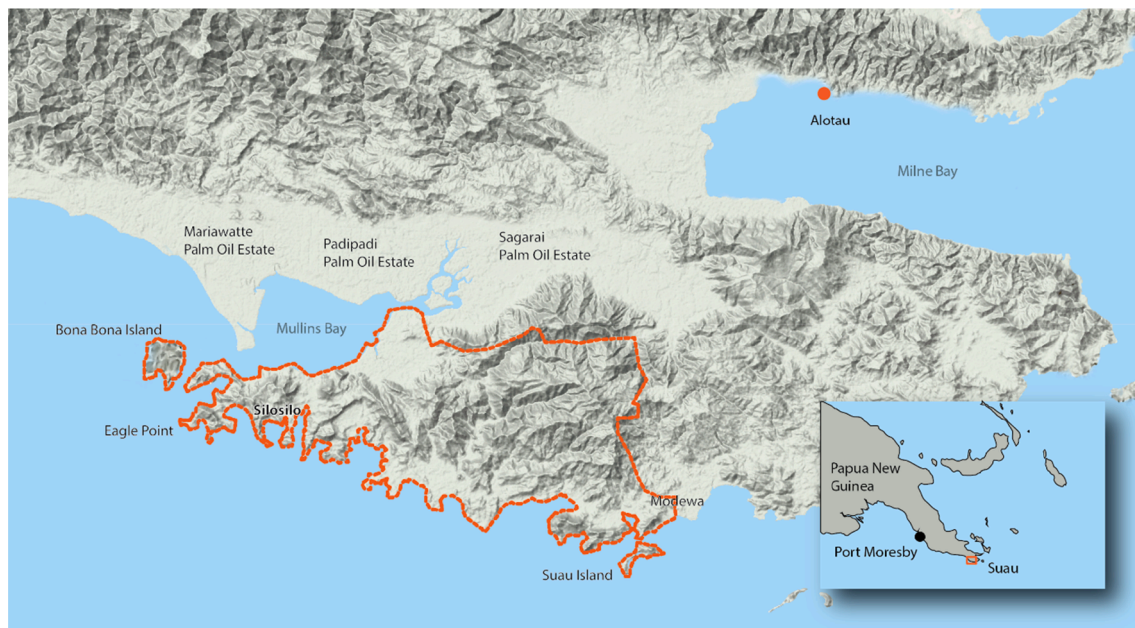 Alotau
Milne Bay
Mariawatte
Palm Oil Estate
Padipadi
Palm Oil Estate
Sagarai
Palm Oil Estate
Mullins Bay
Bona Bona Island
Silosilo
Eagle Point
Modewa
Suau Island
Papua New
Guinea
Port Moresby
Suau